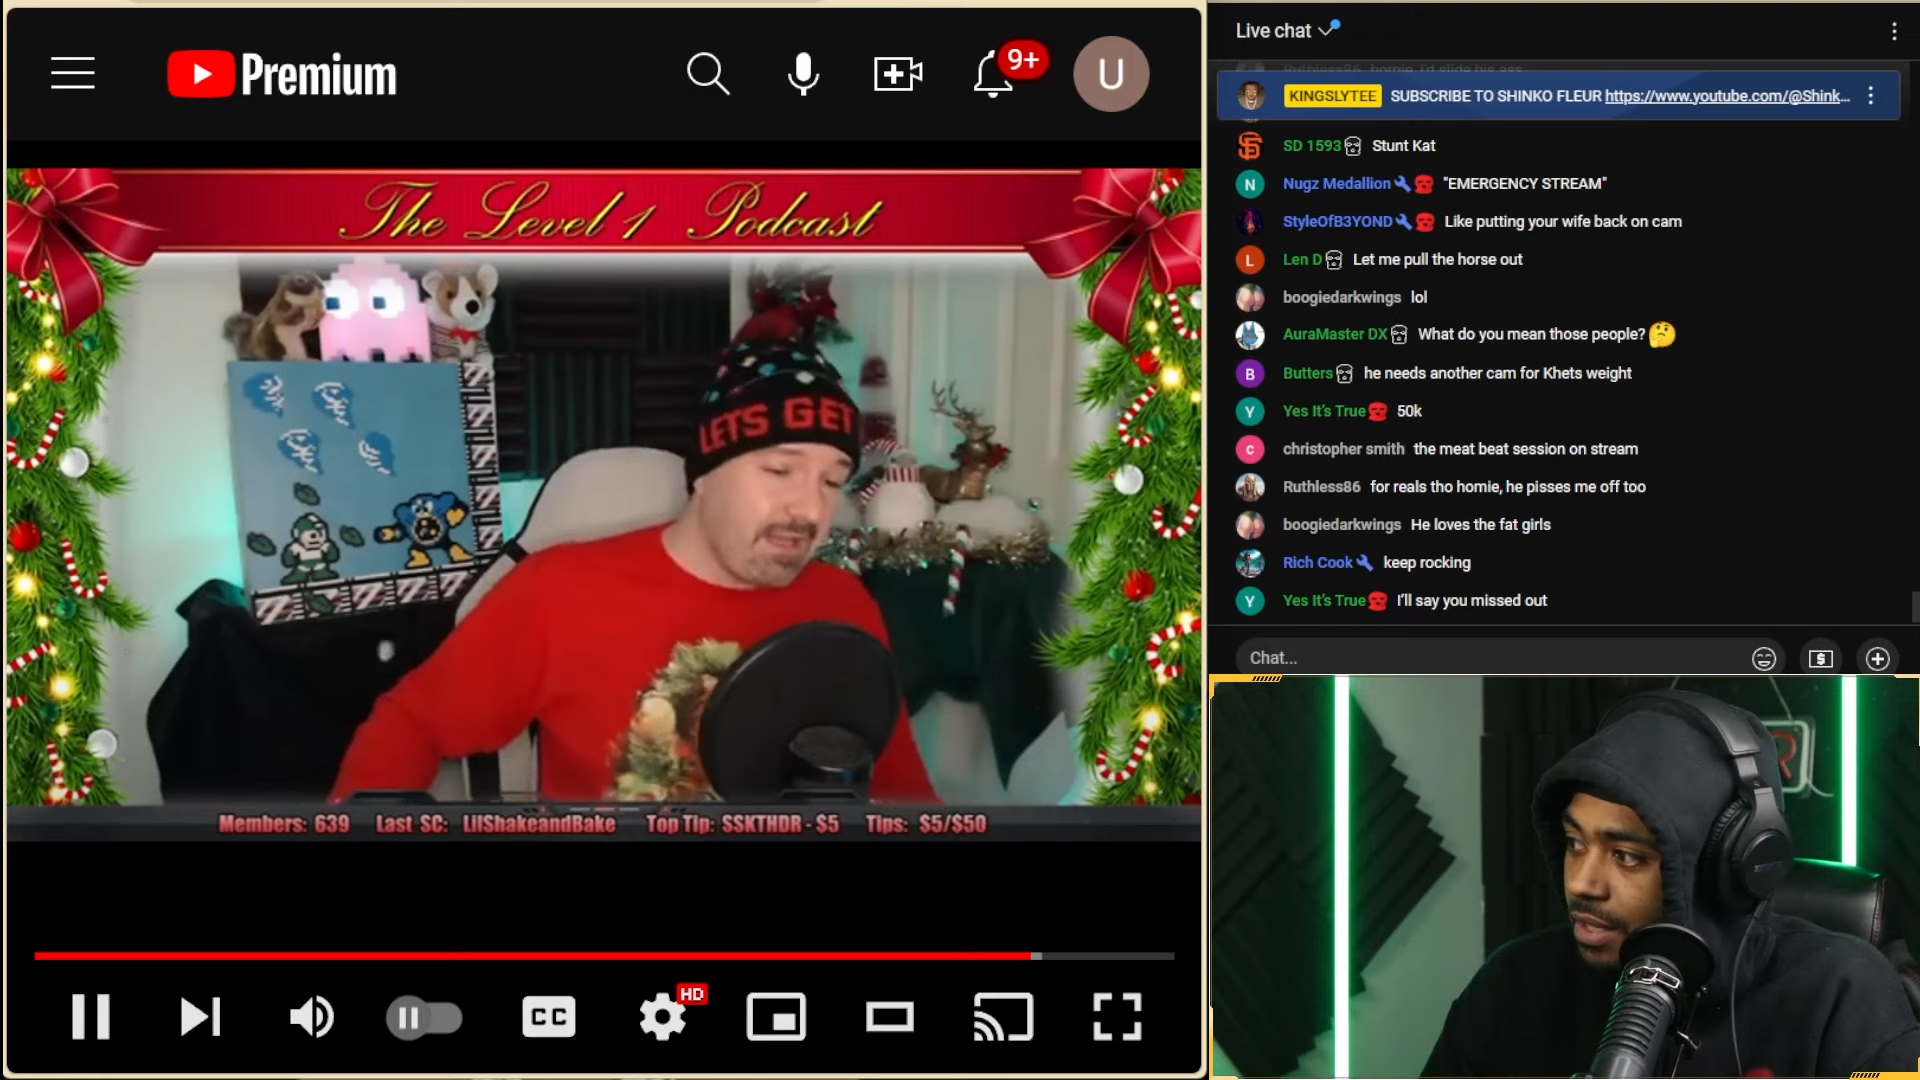 Premium
9+
U
The Level 1 Podcast
LETS GET
Members: 639 Last SC: LilShakeandBake Top Tip: SSKTHDR - $5 Tips: $5/$50
CC
HD
Live chat
Ruthless86 homie, I'd slide his ass
KINGSLYTEE SUBSCRIBE TO SHINKO FLEUR https://www.youtube.com/@Shink...
SD 1593 Stunt Kat
N Nugz Medallion "EMERGENCY STREAM"
StyleOfB3YOND Like putting your wife back on cam
L Len D Let me pull the horse out
boogiedarkwings lol
AuraMaster DX What do you mean those people? 🤔
B Butters he needs another cam for Khets weight
Y Yes It's True 50k
c christopher smith the meat beat session on stream
Ruthless86 for reals tho homie, he pisses me off too
boogiedarkwings He loves the fat girls
Rich Cook keep rocking
Y Yes It's True I'll say you missed out
Chat...
R